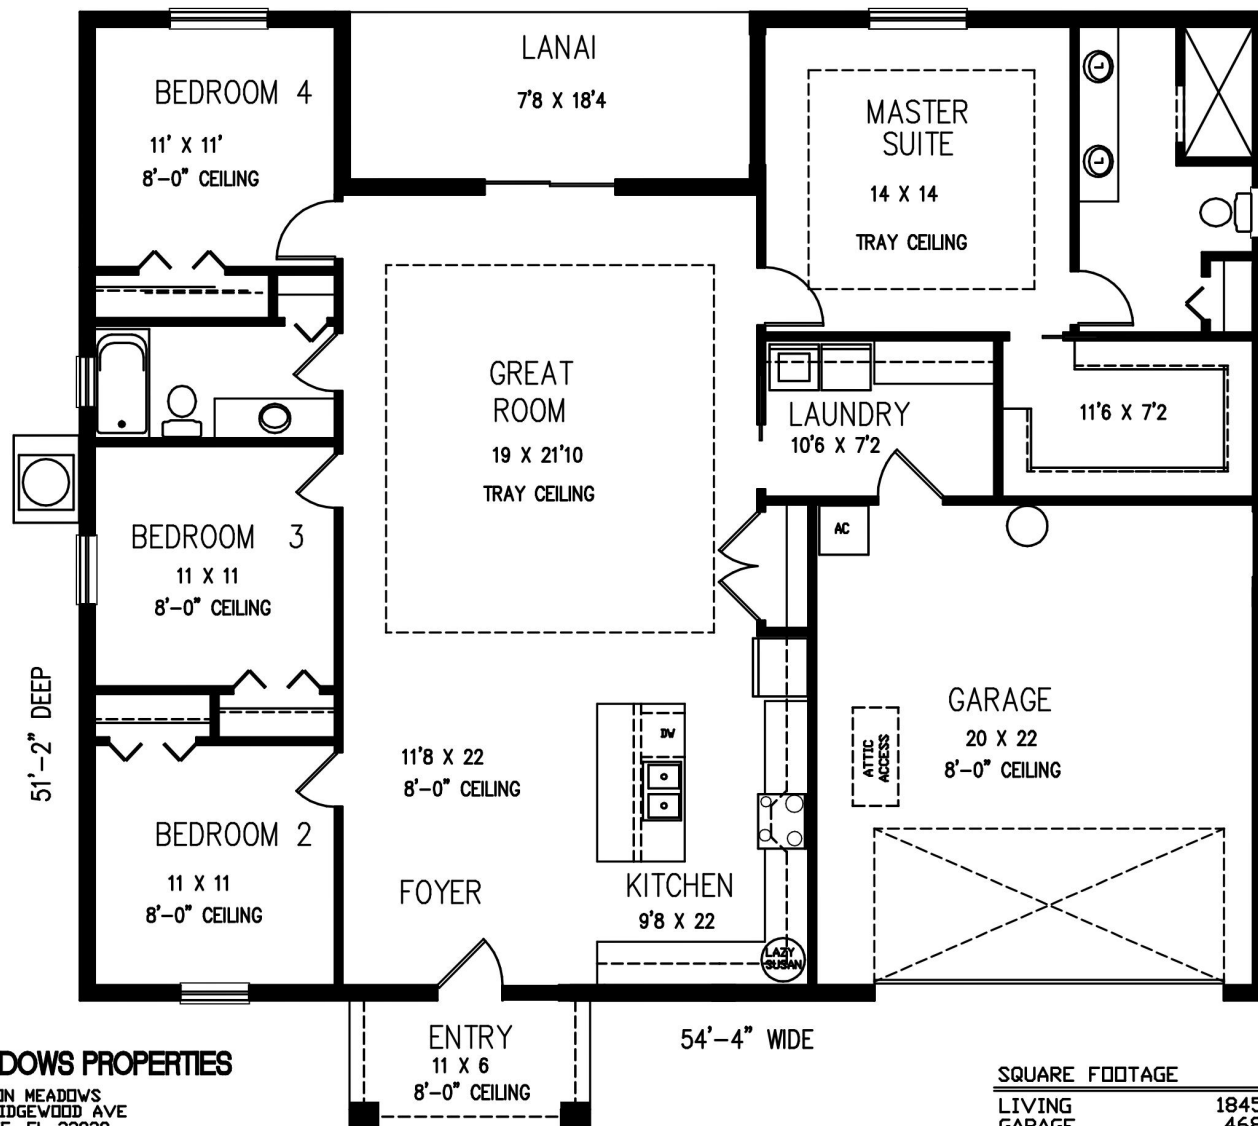 LANAI
7'8 X 18'4
BEDROOM 4
11' X 11'
8'-0" CEILING
MASTER
SUITE
14 X 14
TRAY CEILING
L
L
GREAT
ROOM
19 X 21'10
TRAY CEILING
LAUNDRY
10'6 X 7'2
11'6 X 7'2
AC
BEDROOM 3
11 X 11
8'-0" CEILING
51'-2" DEEP
GARAGE
20 X 22
8'-0" CEILING
ATTIC
ACCESS
DW
11'8 X 22
8'-0" CEILING
BEDROOM 2
11 X 11
8'-0" CEILING
FOYER
KITCHEN
9'8 X 22
LAZY
SUSAN
ENTRY
11 X 6
8'-0" CEILING
54'-4" WIDE
DOWS PROPERTIES
ON MEADOWS
IDGEWOOD AVE
SQUARE FOOTAGE
LIVING 1845
GARAGE 468